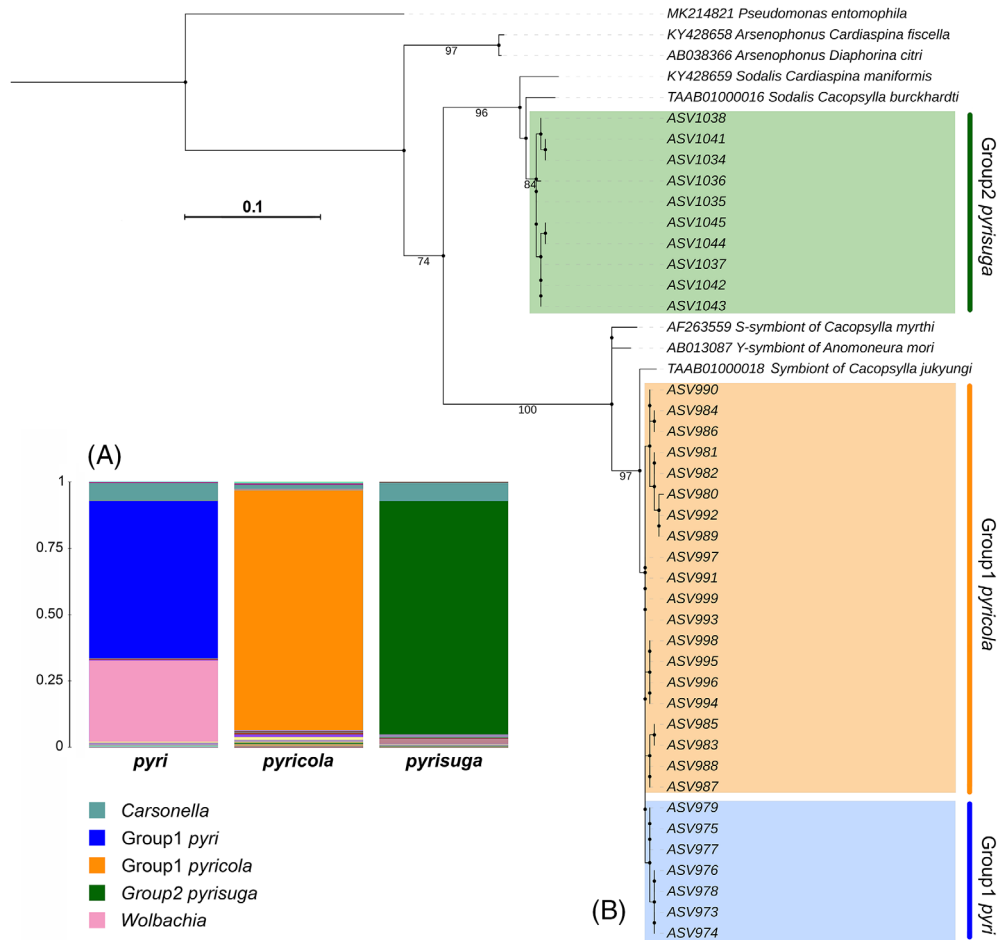 MK214821 Pseudomonas entomophila
KY428658 Arsenophonus Cardiaspina fiscella
97
AB038366 Arsenophonus Diaphorina citri
KY428659 Sodalis Cardiaspina maniformis
TAAB01000016 Sodalis Cacopsylla burckhardti
96
ASV1038
ASV1041
ASV1034
84
ASV1036
ASV1035
ASV1045
ASV1044
ASV1037
ASV1042
ASV1043
Group2 pyrisuga
0.1
74
AF263559 S-symbiont of Cacopsylla myrthi
AB013087 Y-symbiont of Anomoneura mori
TAAB01000018 Symbiont of Cacopsylla jukyungi
100
97
ASV990
ASV984
ASV986
ASV981
ASV982
ASV980
ASV992
ASV989
ASV997
ASV991
ASV999
ASV993
ASV998
ASV995
ASV996
ASV994
ASV985
ASV983
ASV988
ASV987
Group1 pyricola
ASV979
ASV975
ASV977
ASV976
ASV978
ASV973
ASV974
Group1 pyri
(B)
(A)
1
0.75
0.50
0.25
0
pyri
pyricola
pyrisuga
Carsonella
Group1 pyri
Group1 pyricola
Group2 pyrisuga
Wolbachia